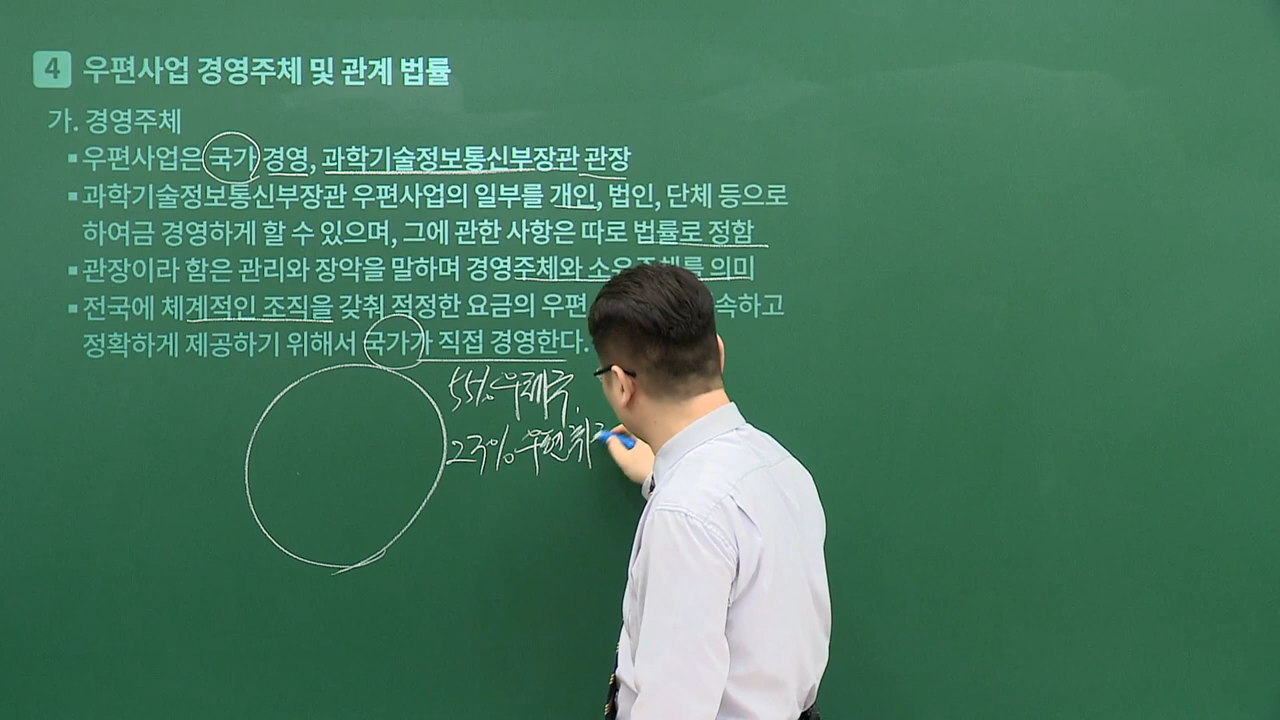 4 우편사업 경영주체 및 관계 법률
가. 경영주체
▪우편사업은 국가 경영, 과학기술정보통신부장관 관장
▪과학기술정보통신부장관 우편사업의 일부를 개인, 법인, 단체 등으로
하여금 경영하게 할 수 있으며, 그에 관한 사항은 따로 법률로 정함
▪관장이라 함은 관리와 장악을 말하며 경영주체와 소유주체를 의미
▪전국에 체계적인 조직을 갖춰 적정한 요금의 우편 속하고
정확하게 제공하기 위해서 국가가 직접 경영한다.
55% 우체국,
23% 우편취